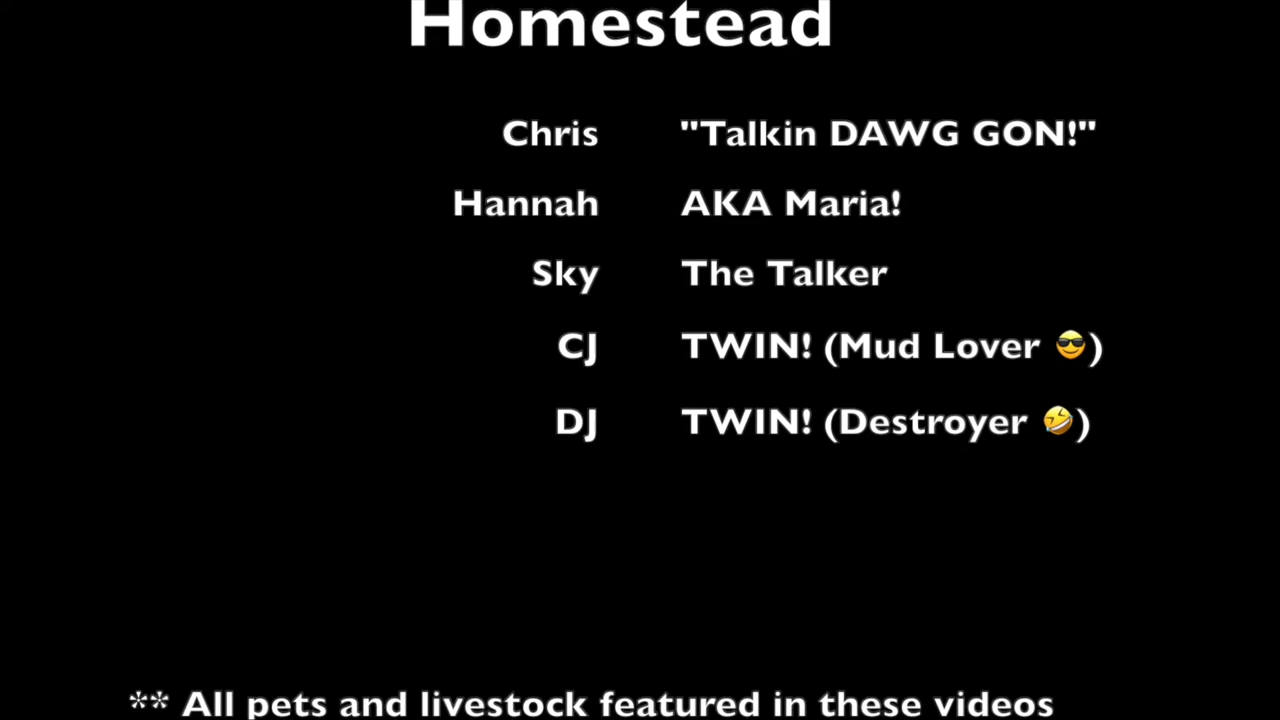 Homestead
Chris "Talkin DAWG GON!"
Hannah AKA Maria!
Sky The Talker
CJ TWIN! (Mud Lover 😎)
DJ TWIN! (Destroyer 🤣)
** All pets and livestock featured in these videos